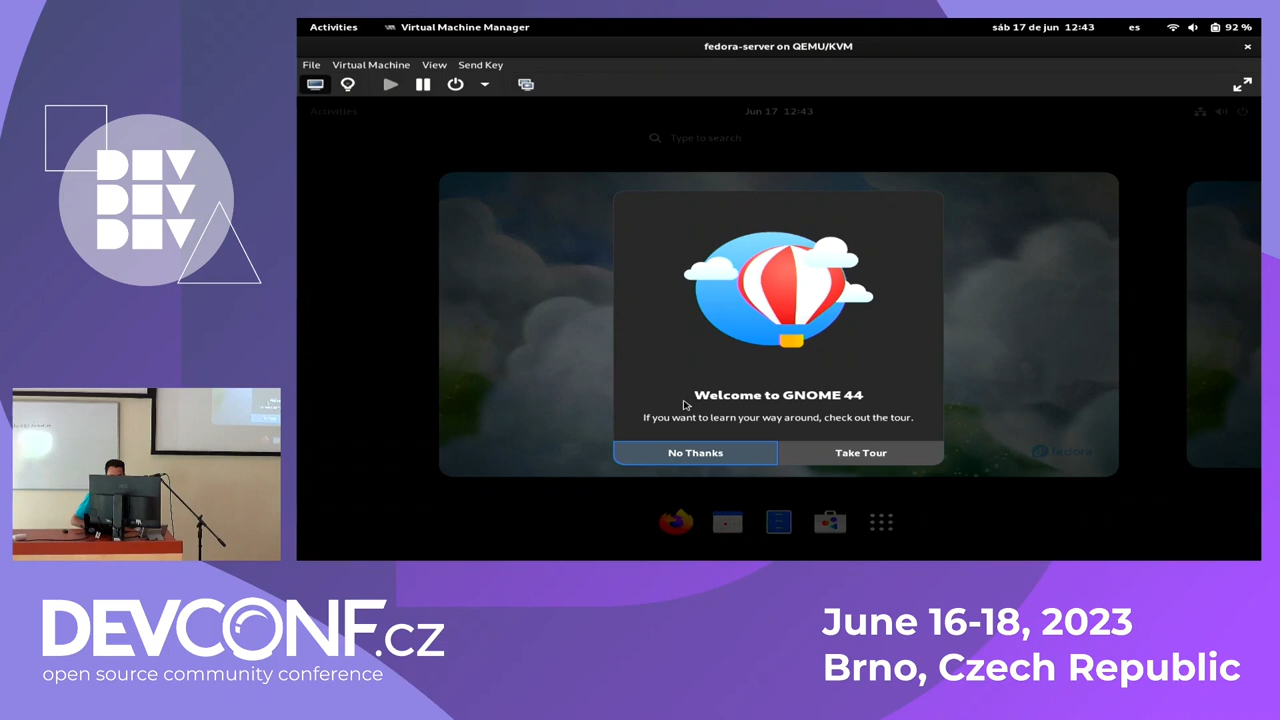 Activities
Virtual Machine Manager
sáb 17 de jun 12:43
es
92 %
fedora-server on QEMU/KVM
File
Virtual Machine
View
Send Key
Activities
Jun 17 12:43
Type to search
DEV
DEV
DEV
Welcome to GNOME 44
If you want to learn your way around, check out the tour.
No Thanks
Take Tour
fedora
DEVCONF.cz
open source community conference
June 16-18, 2023
Brno, Czech Republic